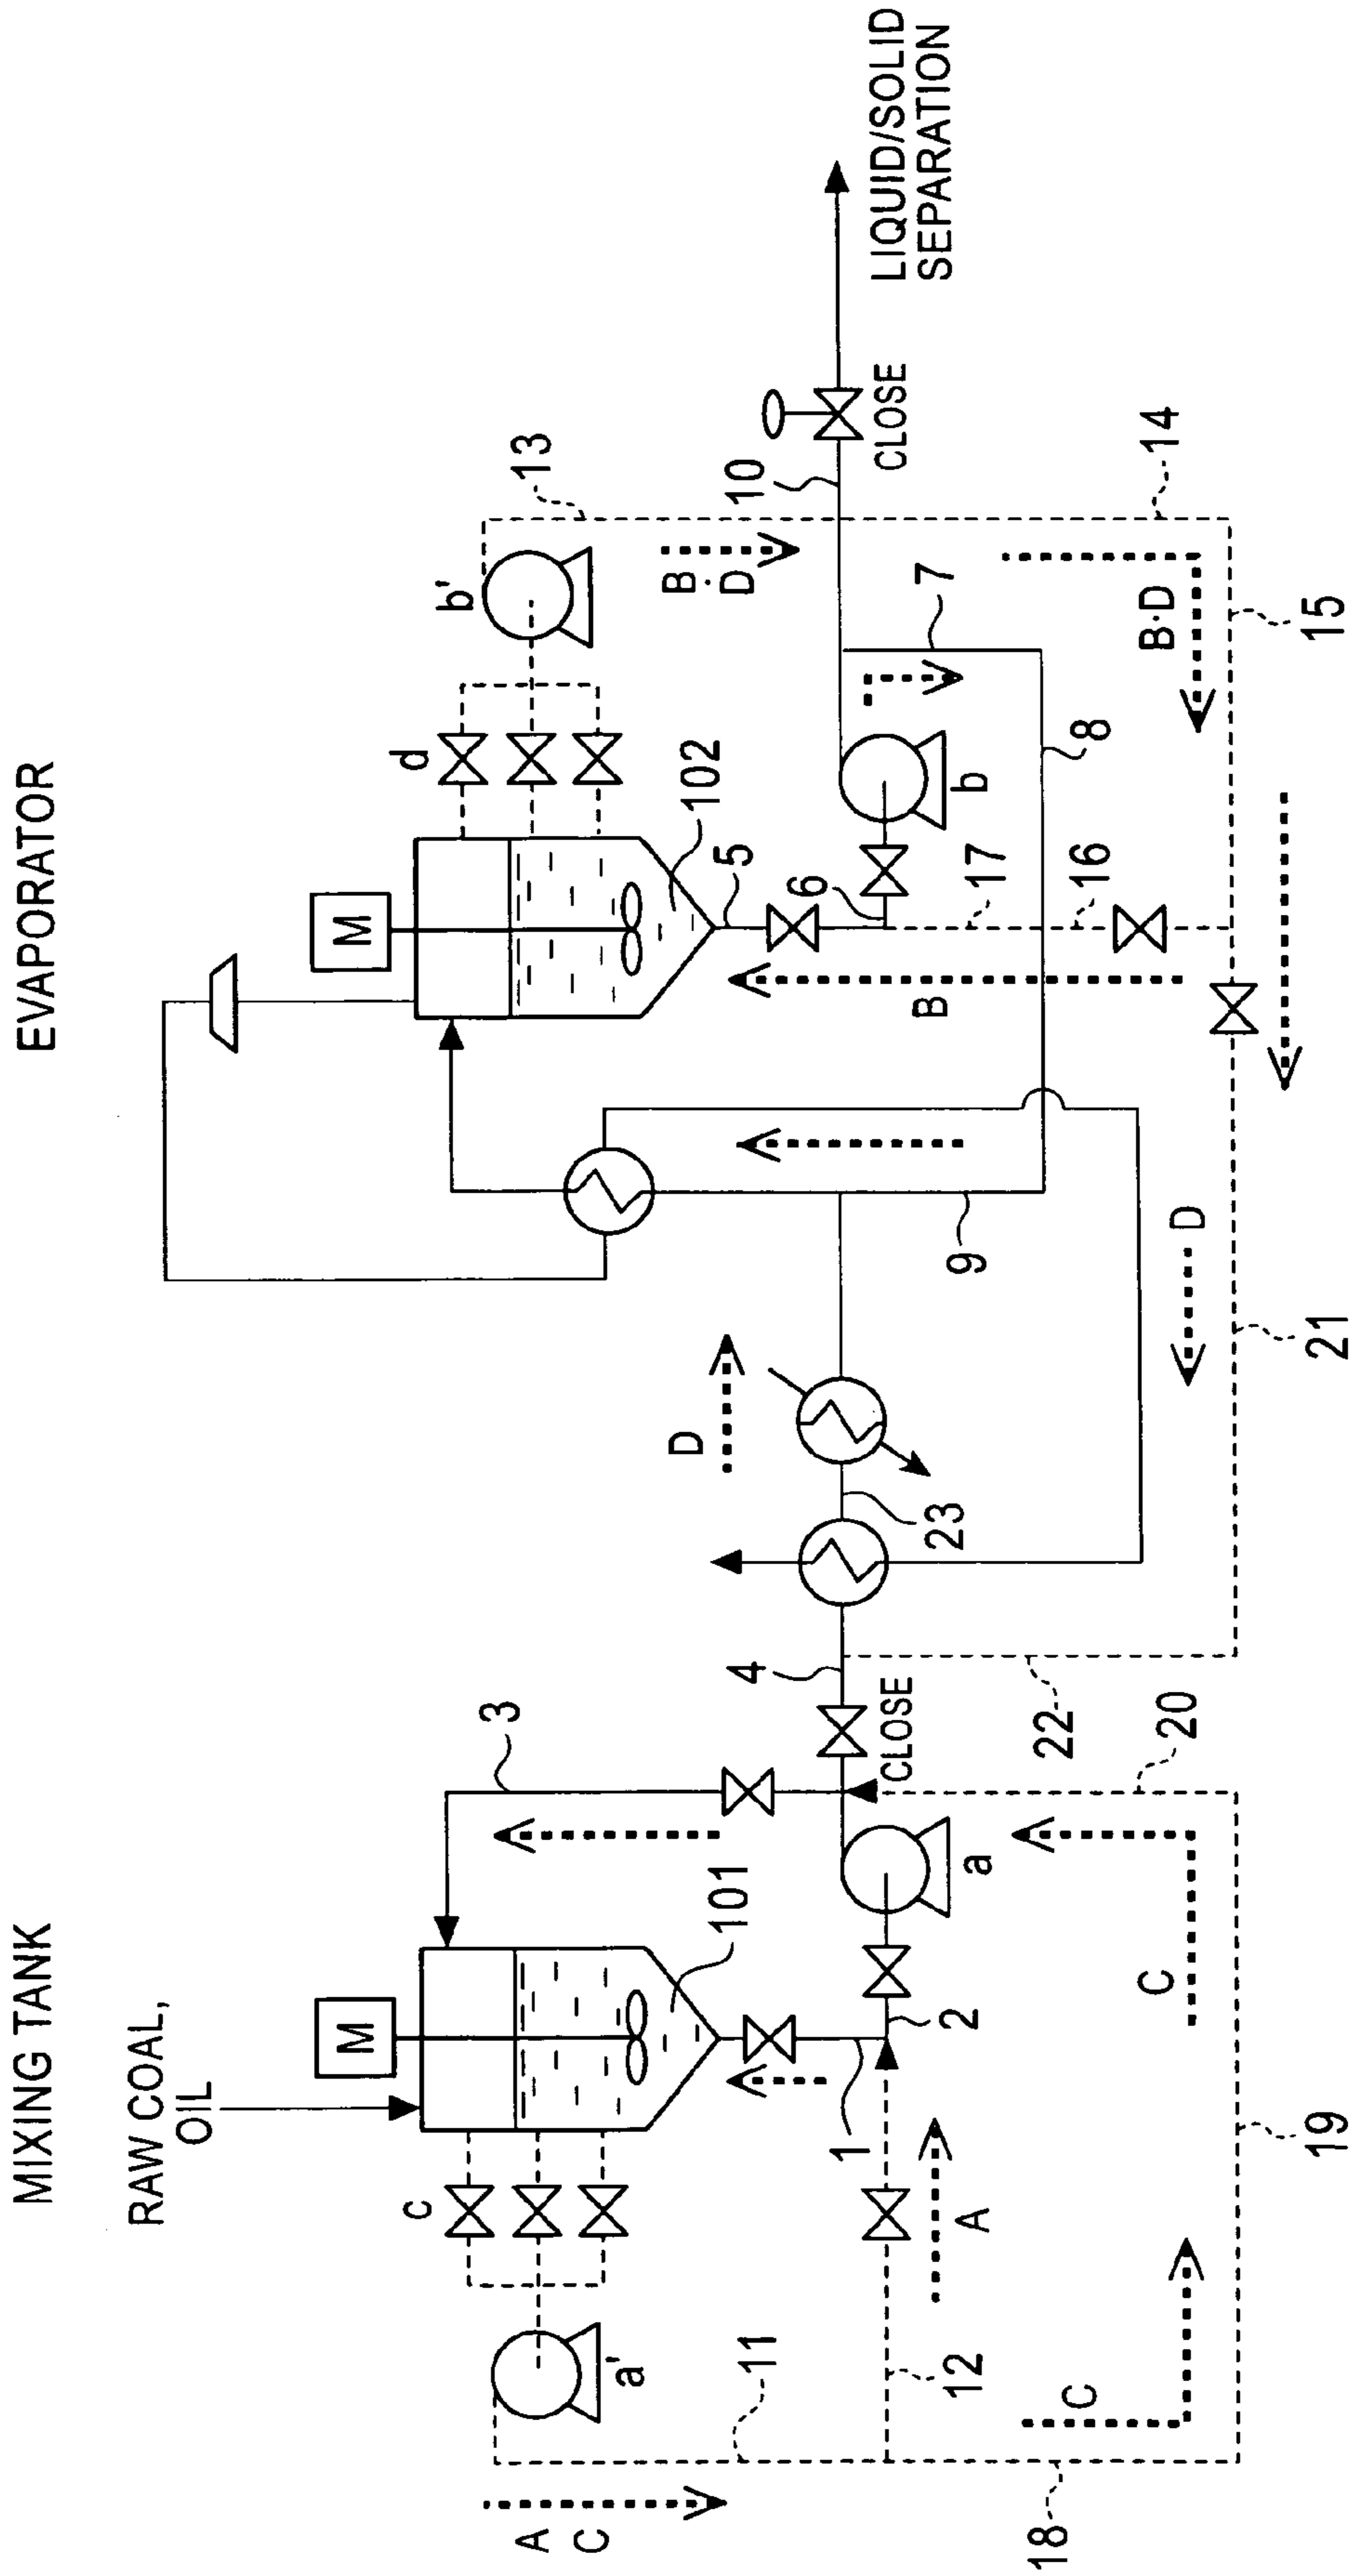 MIXING TANK
EVAPORATOR
RAW COAL,
OIL
M
M
c
d
a'
b'
101
102
3
13
11
A
C
1
2
a
4
CLOSE
D
23
9
5
6
b
B
·
D
10
CLOSE
LIQUID/SOLID
SEPARATION
7
8
12
A
C
C
18
19
20
22
21
D
B
17
16
B·D
15
14